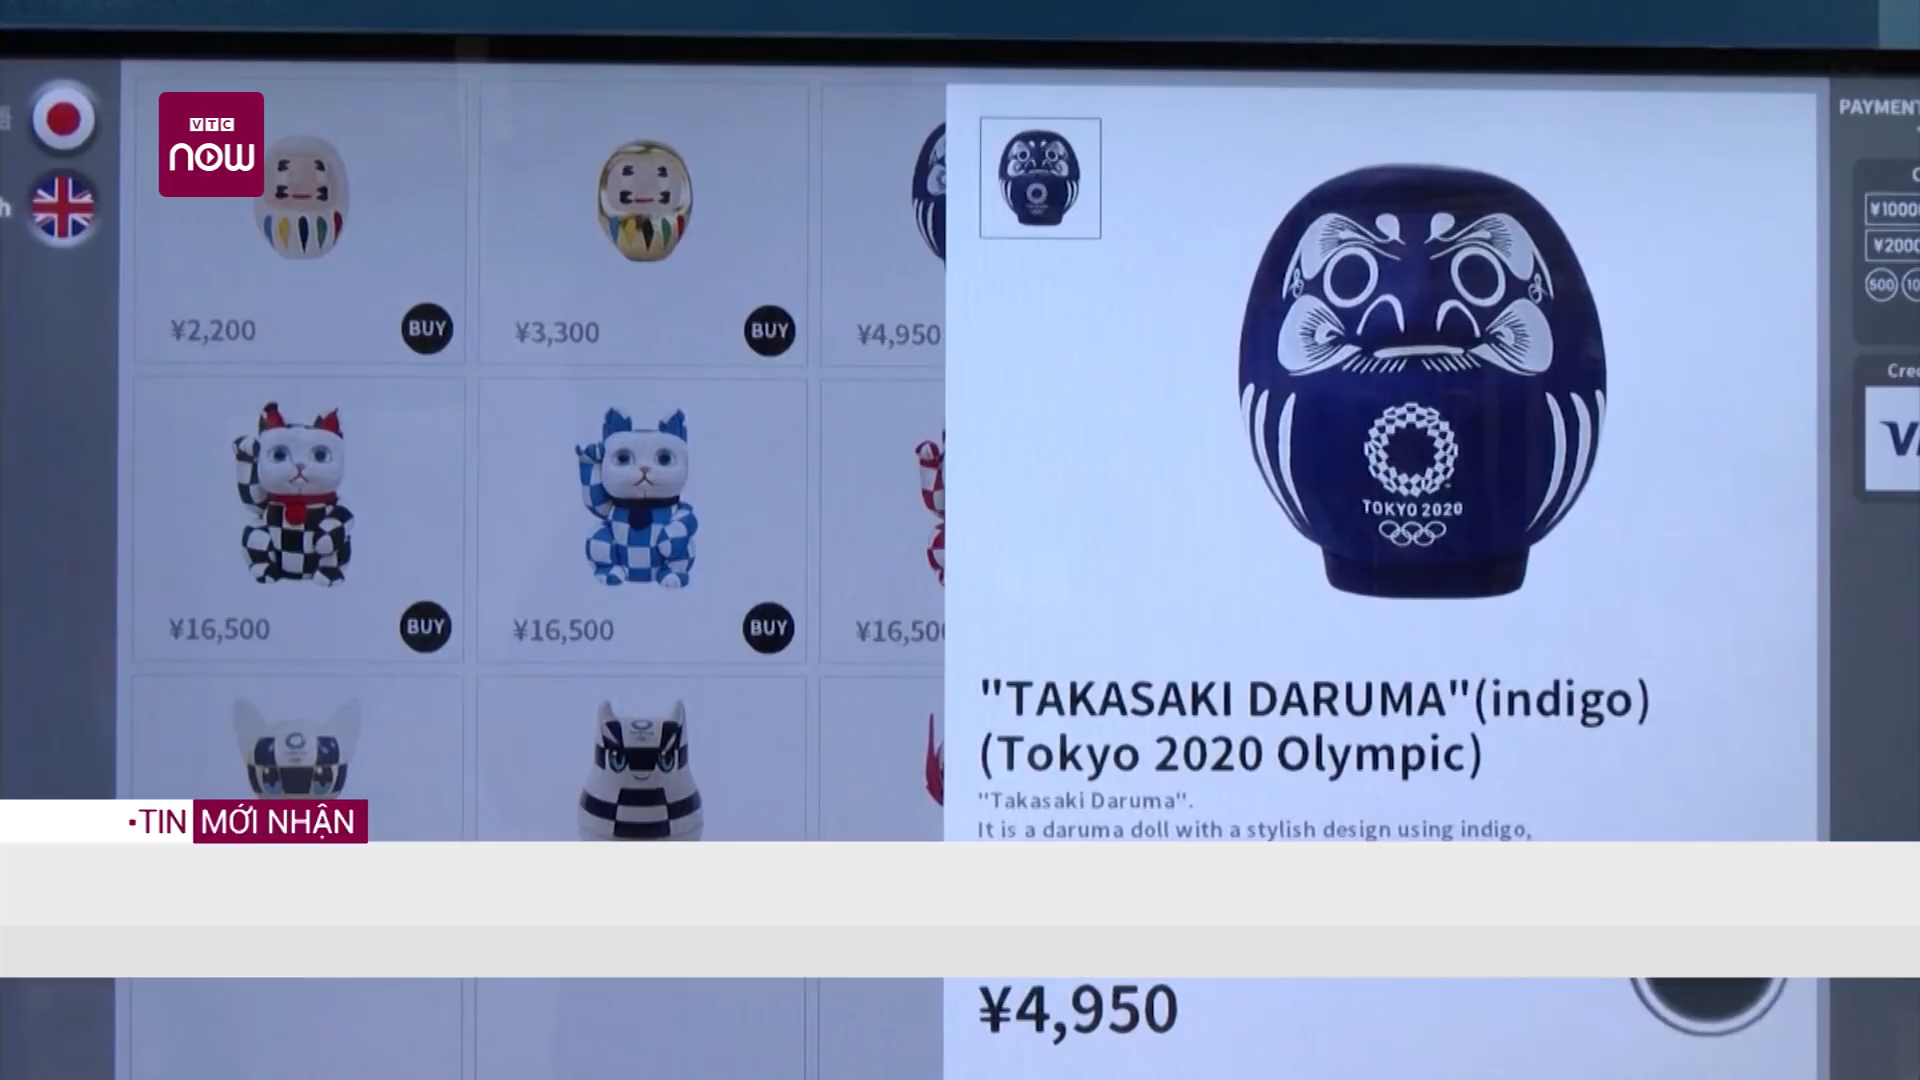 VTC
now
¥2,200
BUY
¥3,300
BUY
¥4,950
¥16,500
BUY
¥16,500
BUY
TOKYO 2020
"TAKASAKI DARUMA"(indigo)
(Tokyo 2020 Olympic)
"Takasaki Daruma".
It is a daruma doll with a stylish design using indigo,
¥4,950
PAYMENT
500
•TIN MỚI NHẬN